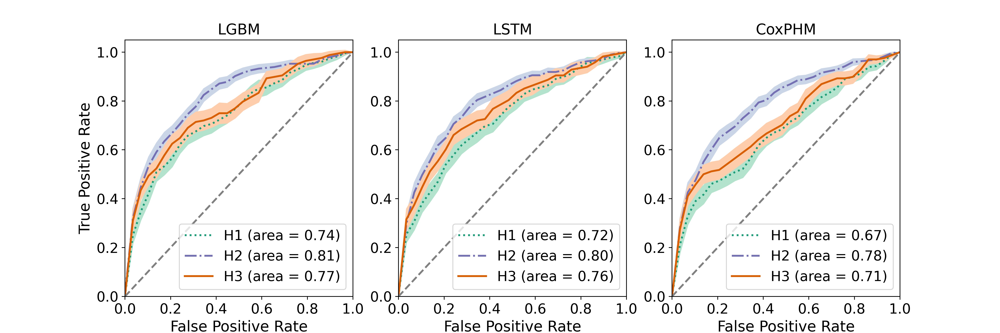 LGBM
True Positive Rate
1.0
0.8
0.6
0.4
0.2
0.0
H1 (area = 0.74)
H2 (area = 0.81)
H3 (area = 0.77)
0.0 0.2 0.4 0.6 0.8 1.0
False Positive Rate
LSTM
1.0
0.8
0.6
0.4
0.2
0.0
H1 (area = 0.72)
H2 (area = 0.80)
H3 (area = 0.76)
0.0 0.2 0.4 0.6 0.8 1.0
False Positive Rate
CoxPHM
1.0
0.8
0.6
0.4
0.2
0.0
H1 (area = 0.67)
H2 (area = 0.78)
H3 (area = 0.71)
0.0 0.2 0.4 0.6 0.8 1.0
False Positive Rate